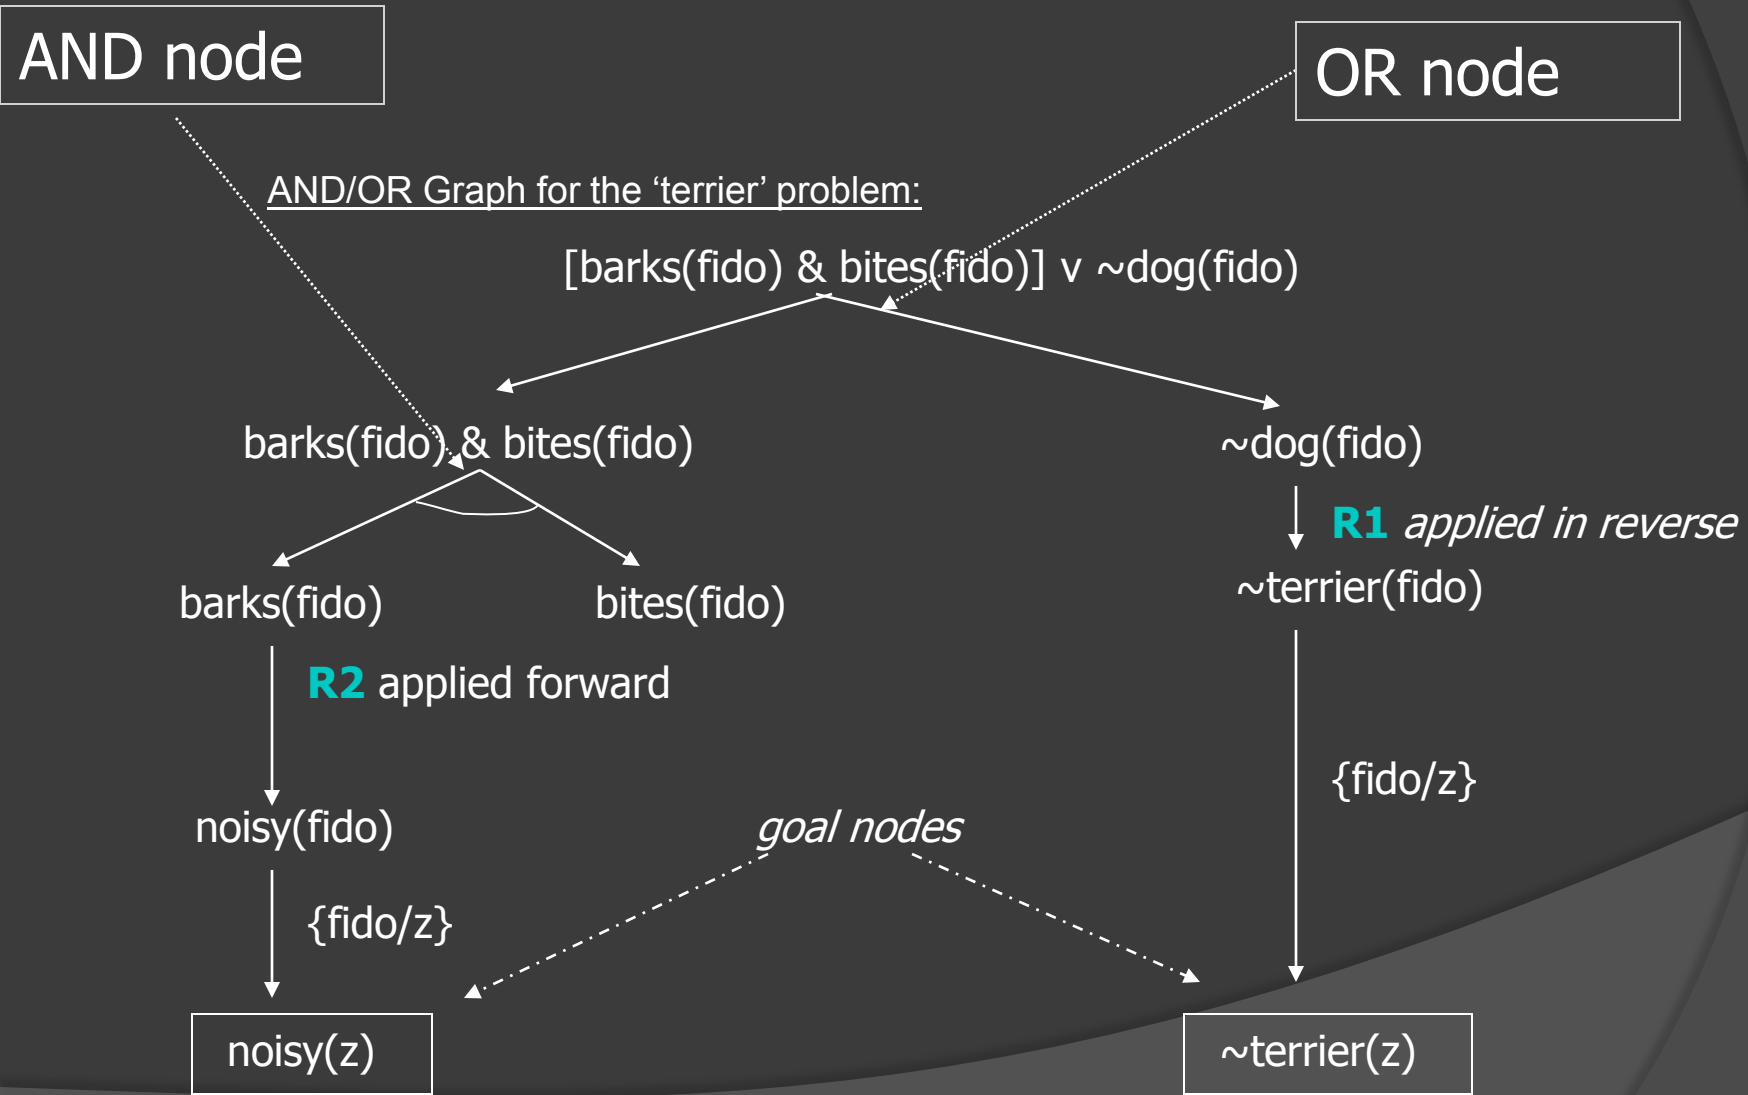 AND node
OR node
AND/OR Graph for the ‘terrier’ problem:
[barks(fido) & bites(fido)] v ~dog(fido)
barks(fido) & bites(fido)
~dog(fido)
R1 applied in reverse
barks(fido)
bites(fido)
~terrier(fido)
R2 applied forward
{fido/z}
noisy(fido)
goal nodes
{fido/z}
noisy(z)
~terrier(z)